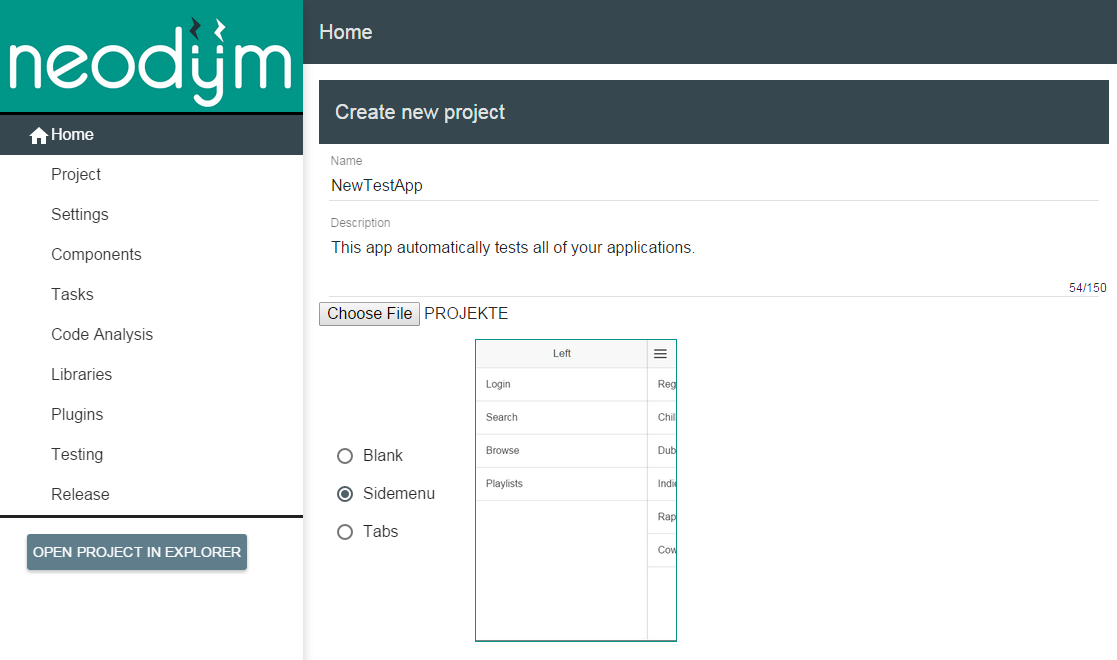 neodym
Home
Home
Project
Settings
Components
Tasks
Code Analysis
Libraries
Plugins
Testing
Release
OPEN PROJECT IN EXPLORER
Create new project
Name
NewTestApp
Description
This app automatically tests all of your applications.
54/150
Choose File PROJEKTE
Blank
Sidemenu
Tabs
Left
Login
Search
Browse
Playlists
Reg
Chil
Dub
Indie
Rap
Cow